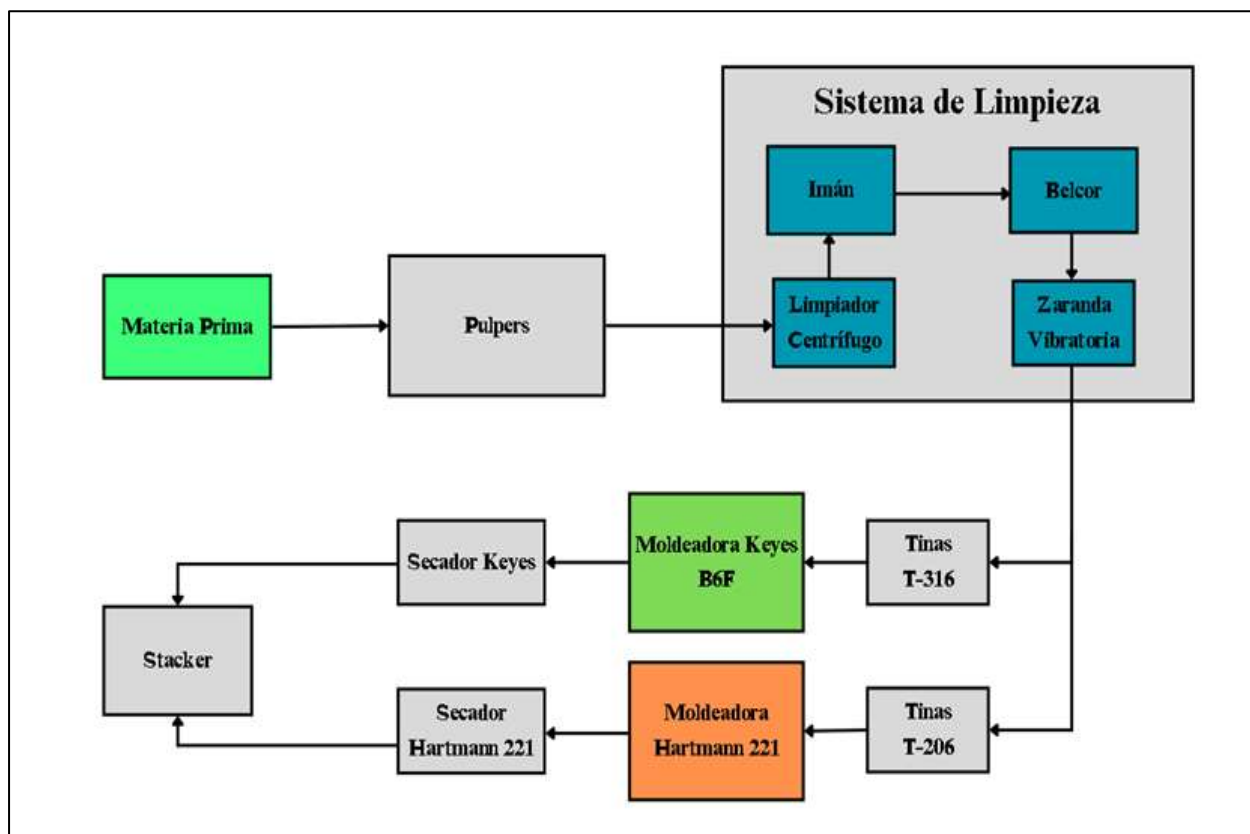 Sistema de Limpieza
Imán
Belcor
Materia Prima
Pulpers
Limpiador
Centrífugo
Zaranda
Vibratoria
Secador Keyes
Moldeadora Keyes
B6F
Tinas
T-316
Stacker
Secador
Hartmann 221
Moldeadora
Hartmann 221
Tinas
T-206